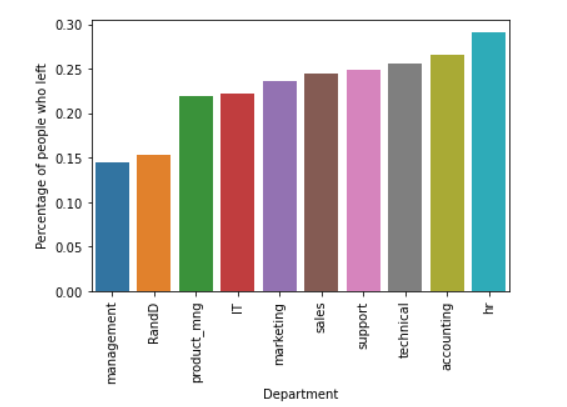 0.30
0.25
0.20
0.15
0.10
0.05
0.00
Percentage of people who left
management
RandD
product_mng
IT
marketing
sales
support
technical
accounting
hr
Department